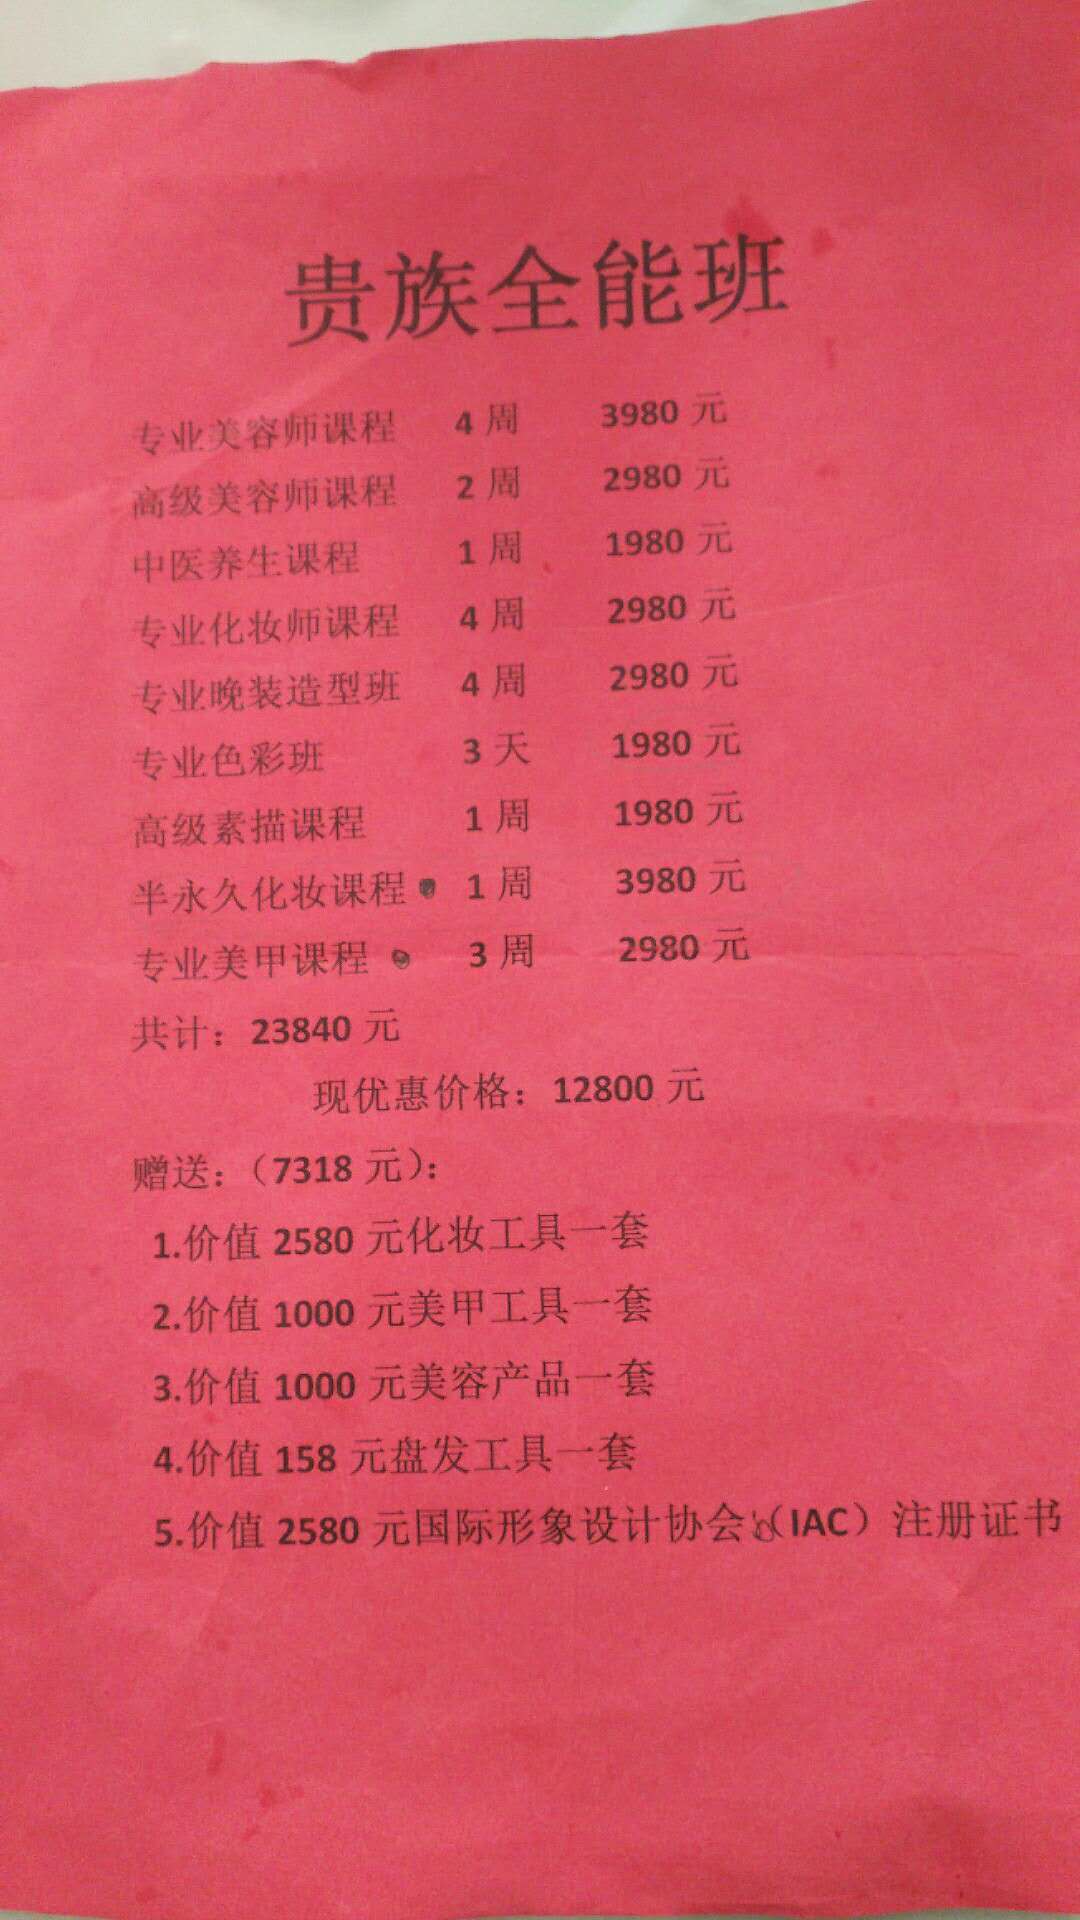 贵族全能班
专业美容师课程 4周 3980元
高级美容师课程 2周 2980元
中医养生课程 1周 1980元
专业化妆师课程 4周 2980元
专业晚装造型班 4周 2980元
专业色彩班 3天 1980元
高级素描课程 1周 1980元
半永久化妆课程 1周 3980元
专业美甲课程 3周 2980元
共计：23840元
现优惠价格：12800元
赠送：（7318元）：
1.价值2580元化妆工具一套
2.价值1000元美甲工具一套
3.价值1000元美容产品一套
4.价值158元盘发工具一套
5.价值2580元国际形象设计协会（IAC）注册证书